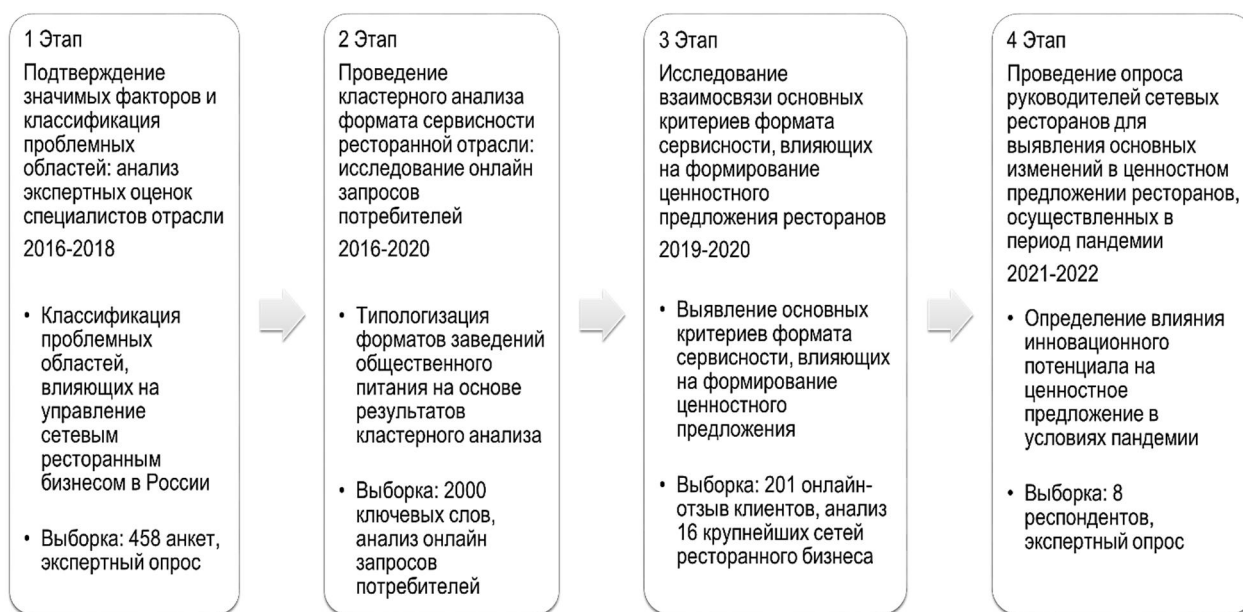 1 Этап
Подтверждение
значимых факторов и
классификация
проблемных
областей: анализ
экспертных оценок
специалистов отрасли
2016-2018
• Классификация
проблемных
областей,
влияющих на
управление
сетевым
ресторанным
бизнесом в России
• Выборка: 458 анкет,
экспертный опрос
2 Этап
Проведение
кластерного анализа
формата сервисности
ресторанной отрасли:
исследование онлайн
запросов
потребителей
2016-2020
• Типологизация
форматов заведений
общественного
питания на основе
результатов
кластерного анализа
• Выборка: 2000
ключевых слов,
анализ онлайн
запросов
потребителей
3 Этап
Исследование
взаимосвязи основных
критериев формата
сервисности, влияющих
на формирование
ценностного
предложения ресторанов
2019-2020
• Выявление основных
критериев формата
сервисности, влияющих
на формирование
ценностного
предложения
• Выборка: 201 онлайн-
отзыв клиентов, анализ
16 крупнейших сетей
ресторанного бизнеса
4 Этап
Проведение опроса
руководителей сетевых
ресторанов для
выявления основных
изменений в ценностном
предложении ресторанов,
осуществленных в
период пандемии
2021-2022
• Определение влияния
инновационного
потенциала на
ценностное
предложение в
условиях пандемии
• Выборка: 8
респондентов,
экспертный опрос